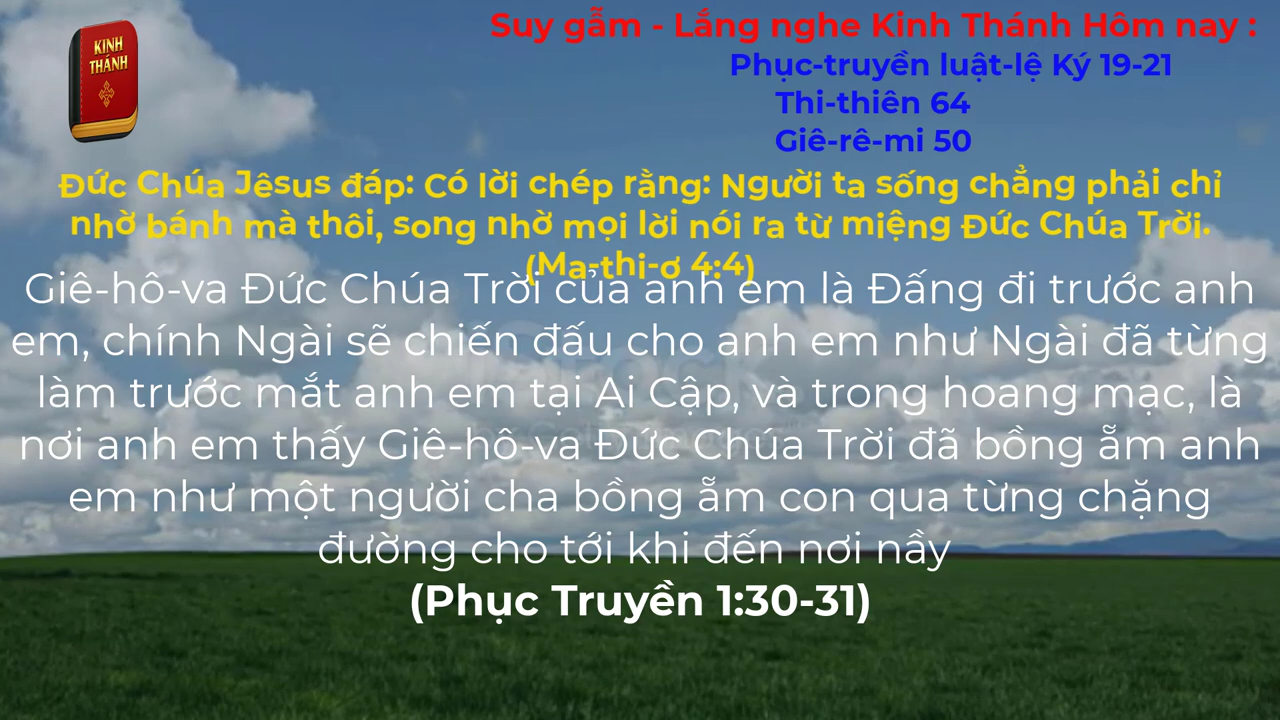 KINH
THÁNH
Suy gẫm - Lắng nghe Kinh Thánh Hôm nay :
Phục-truyền luật-lệ Ký 19-21
Thi-thiên 64
Giê-rê-mi 50
Đức Chúa Jêsus đáp: Có lời chép rằng: Người ta sống chẳng phải chỉ
nhờ bánh mà thôi, song nhờ mọi lời nói ra từ miệng Đức Chúa Trời.
(Ma-thi-ơ 4:4)
Giê-hô-va Đức Chúa Trời của anh em là Đấng đi trước anh
em, chính Ngài sẽ chiến đấu cho anh em như Ngài đã từng
làm trước mắt anh em tại Ai Cập, và trong hoang mạc, là
nơi anh em thấy Giê-hô-va Đức Chúa Trời đã bồng ẵm anh
em như một người cha bồng ẵm con qua từng chặng
đường cho tới khi đến nơi nầy
(Phục Truyền 1:30-31)